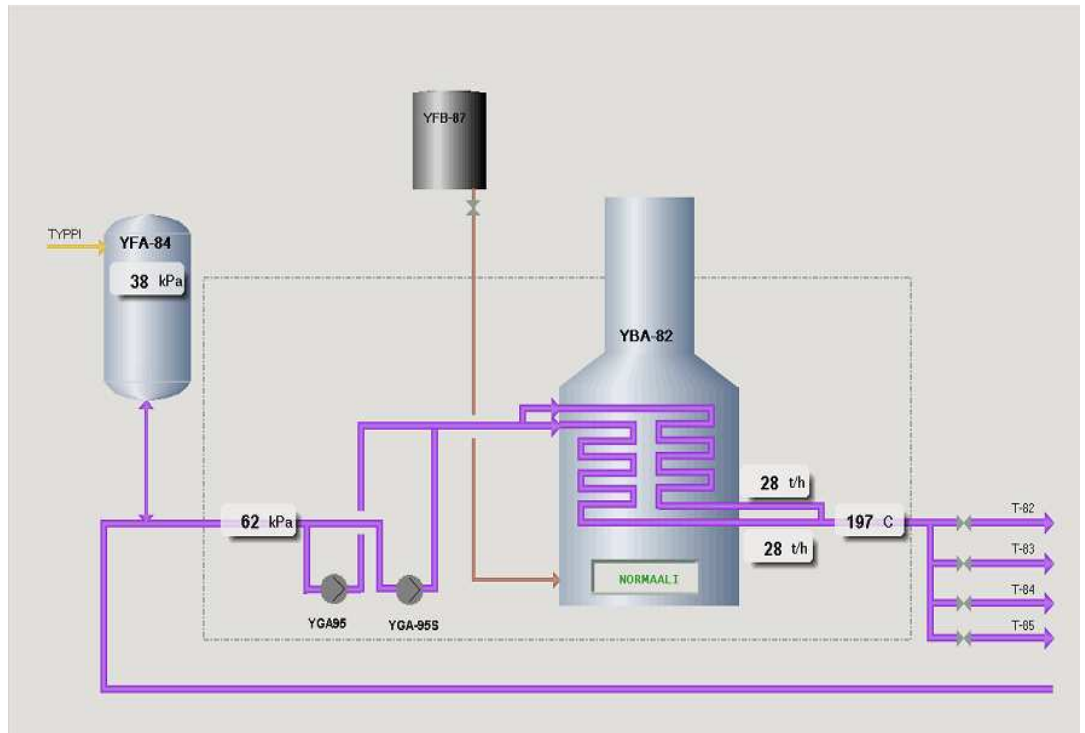 YFB-87
TYPPI
YFA-84
38 kPa
YBA-82
28 t/h
62 kPa
197 C
28 t/h
NORMAALI
YGA95
YGA-95S
T-82
T-83
T-84
T-85